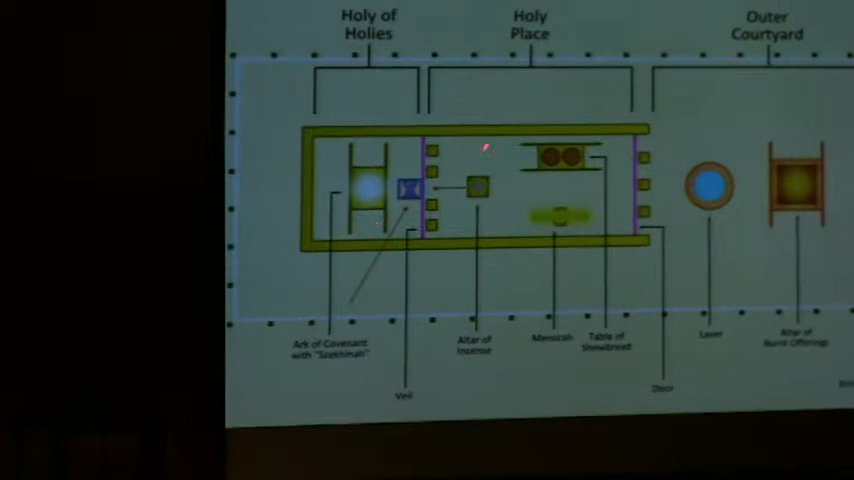 Holy of
Holies
Holy
Place
Outer
Courtyard
Ark of Covenant
with "Szekhinah"
Altar of
Incense
Menorah
Table of
Showbread
Laver
Altar of
Burnt Offerings
Veil
Door